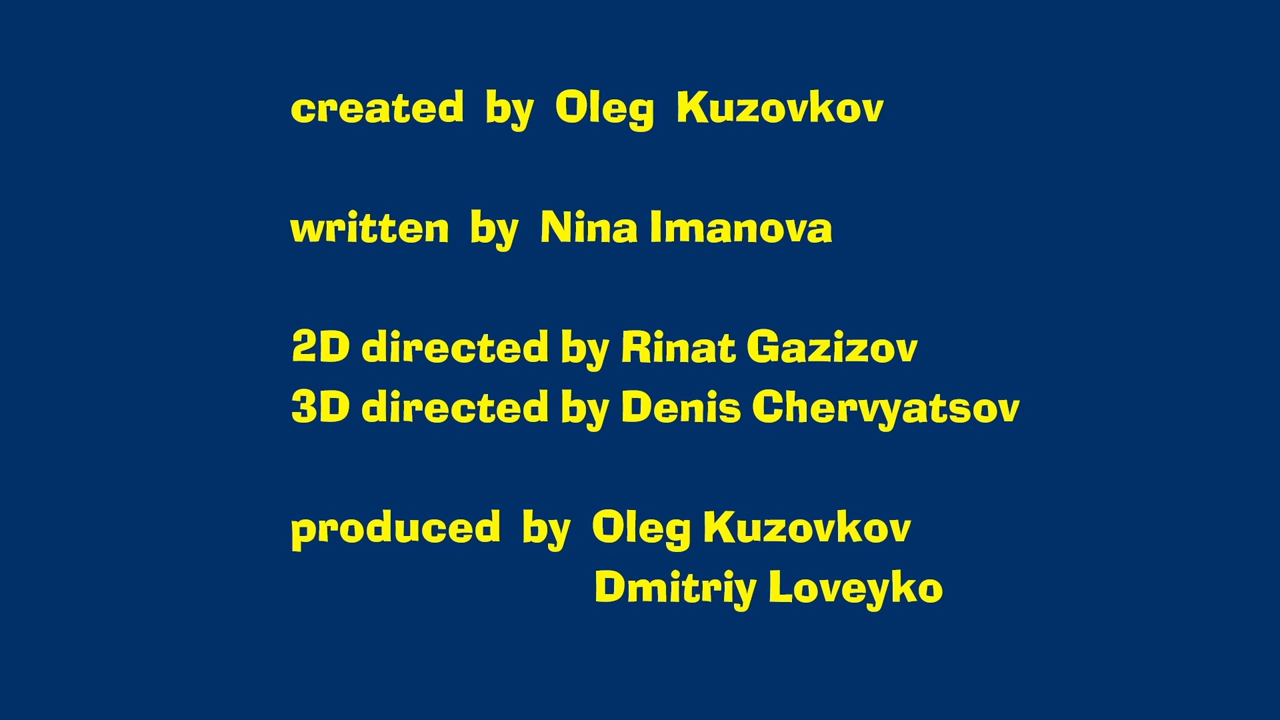 created by Oleg Kuzovkov
written by Nina Imanova
2D directed by Rinat Gazizov
3D directed by Denis Chervyatsov
produced by Oleg Kuzovkov
Dmitriy Loveyko